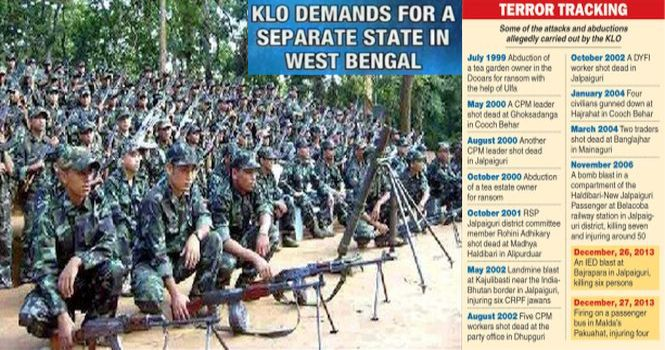 KLO DEMANDS FOR A
SEPARATE STATE IN
WEST BENGAL
TERROR TRACKING
Some of the attacks and abductions
allegedly carried out by the KLO
July 1999 Abduction of
a tea garden owner in the
Dooars for ransom with
the help of Ulfa
May 2000 A CPM leader
shot dead at Ghoksadanga
in Cooch Behar
August 2000 Another
CPM leader shot dead
in Jalpaiguri
October 2000 Abduction
of a tea estate owner
for ransom
October 2001 RSP
Jalpaiguri district committee
member Rohini Adhikary
shot dead at Madhya
Haldibari in Alipurduar
May 2002 Landmine blast
at Kajulibasti near the India-
Bhutan border in Jalpaiguri,
injuring six CRPF jawans
August 2002 Five CPM
workers shot dead at the
party office in Dhupguri
October 2002 A DYFI
worker shot dead in
Jalpaiguri
January 2004 Four
civilians gunned down at
Hajrahat in Cooch Behar
March 2004 Two traders
shot dead at Banglajhar
in Mainaguri
November 2006
A bomb blast in a
compartment of the
Haldibari-New Jalpaiguri
Passenger at Belacoba
railway station in Jalpaig-
uri district, killing seven
and injuring around 50
December, 26, 2013
An IED blast at
Bajrapara in Jalpaiguri,
killing six persons
December, 27, 2013
Firing on a passenger
bus in Malda's
Pakuahat, injuring four